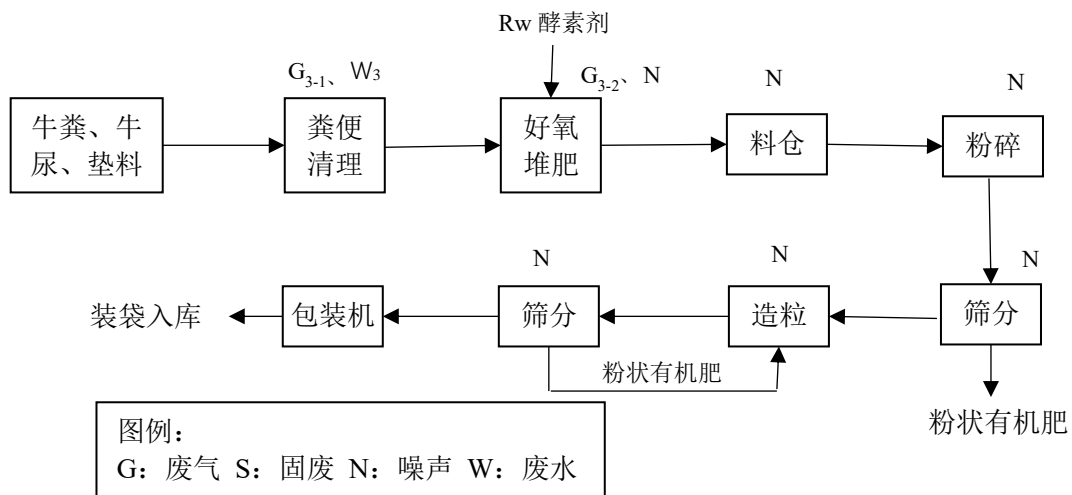 Rw 酵素剂
G3-1、W3
G3-2、N
N
N
牛粪、牛
尿、垫料
粪便
清理
好氧
堆肥
料仓
粉碎
N
N
N
装袋入库
包装机
筛分
造粒
筛分
粉状有机肥
粉状有机肥
图例：
G：废气 S：固废 N：噪声 W：废水